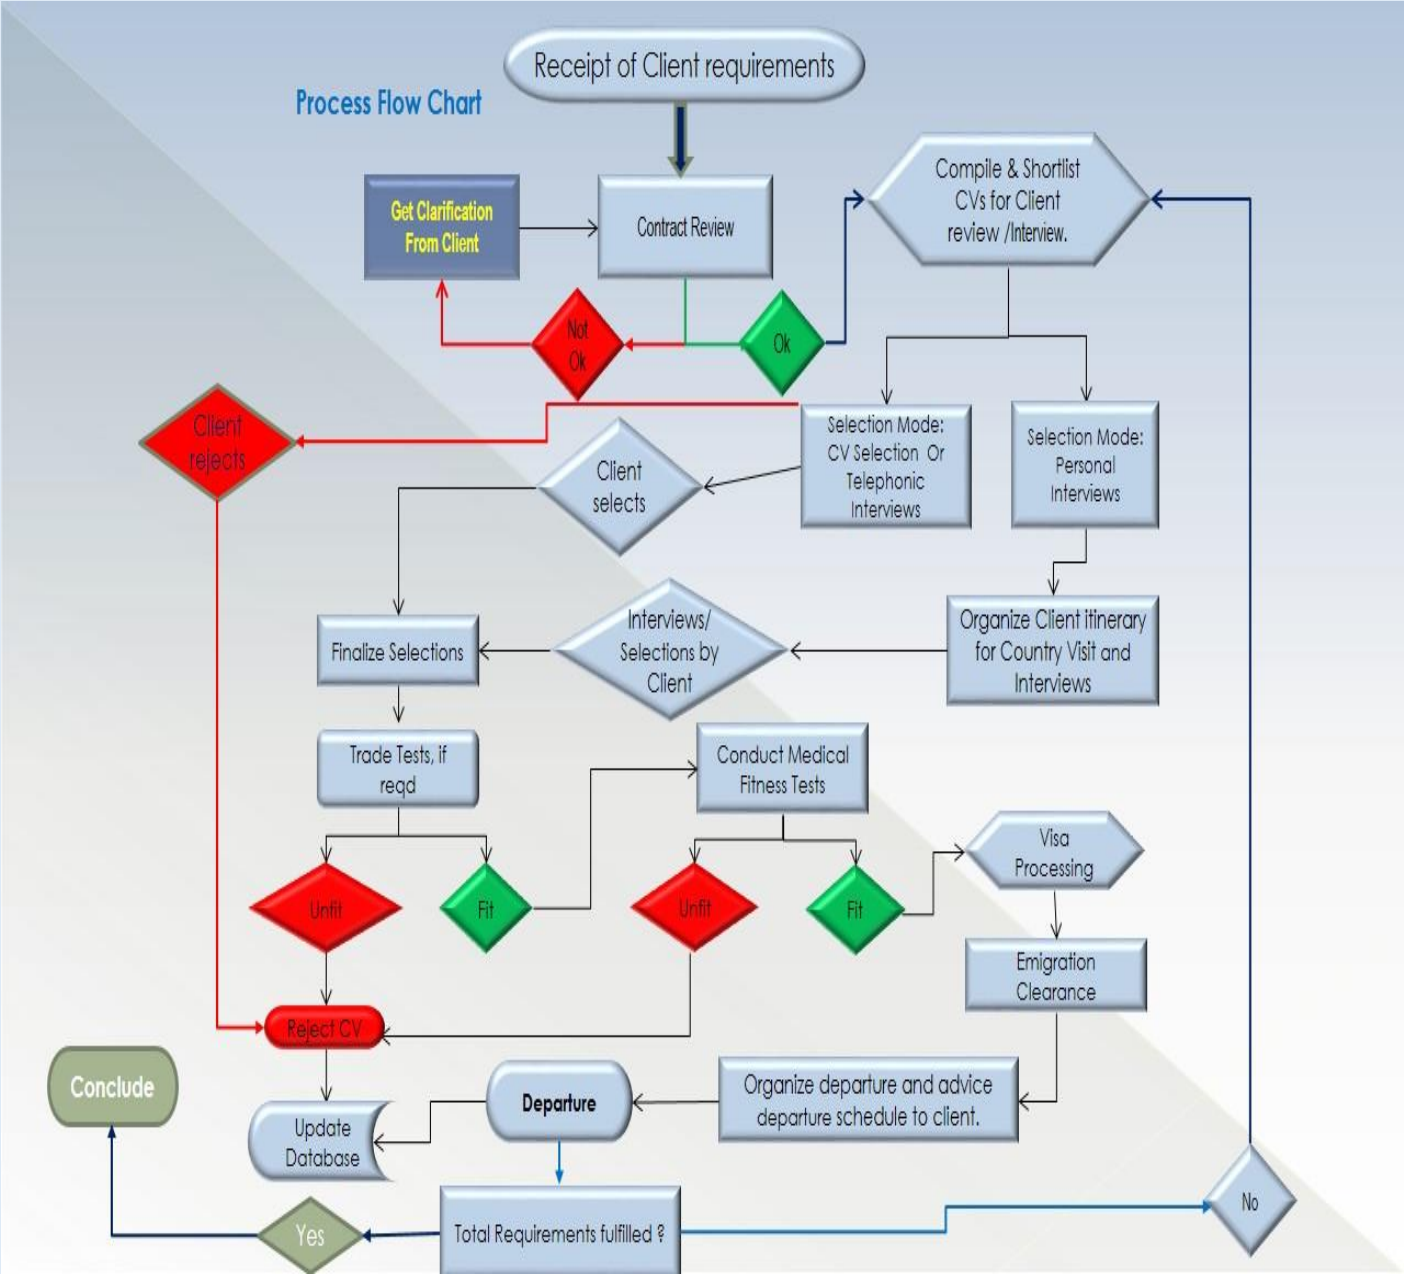 Receipt of Client requirements
Process Flow Chart
Compile & Shortlist
CVs for Client
review /Interview.
Get Clarification
From Client
Contract Review
Not
Ok
Ok
Client
rejects
Client
selects
Selection Mode:
CV Selection Or
Telephonic
Interviews
Selection Mode:
Personal
Interviews
Finalize Selections
Interviews/
Selections by
Client
Organize Client itinerary
for Country Visit and
Interviews
Trade Tests, if
reqd
Conduct Medical
Fitness Tests
Visa
Processing
Unfit
Fit
Unfit
Fit
Emigration
Clearance
Reject CV
Conclude
Departure
Organize departure and advice
departure schedule to client.
Update
Database
No
Yes
Total Requirements fulfilled ?